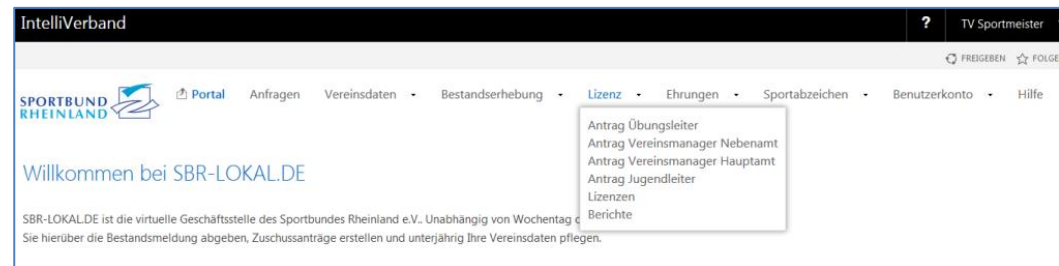 IntelliVerband ? TV Sportmeister
FREIGEBEN FOLGE
SPORTBUND RHEINLAND
Portal Anfragen Vereinsdaten Bestandserhebung Lizenz Ehrungen Sportabzeichen Benutzerkonto Hilfe
Antrag Übungsleiter
Antrag Vereinsmanager Nebenamt
Antrag Vereinsmanager Hauptamt
Antrag Jugendleiter
Lizenzen
Berichte
Willkommen bei SBR-LOKAL.DE
SBR-LOKAL.DE ist die virtuelle Geschäftsstelle des Sportbundes Rheinland e.V.. Unabhängig von Wochentag
Sie hierüber die Bestandsmeldung abgeben, Zuschussanträge erstellen und unterjährig Ihre Vereinsdaten pflegen.